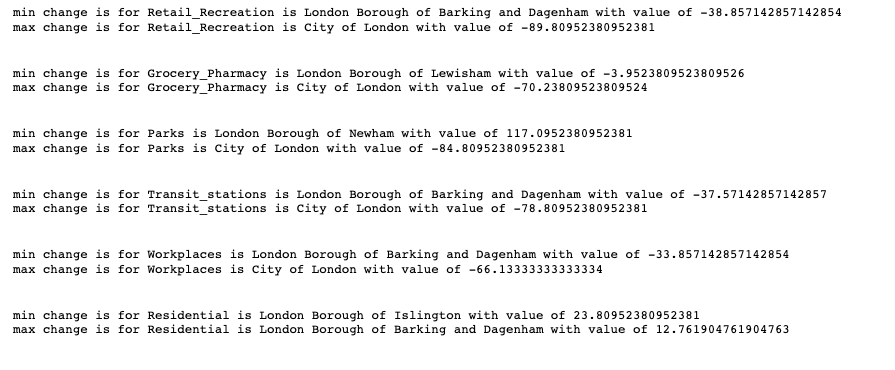 min change is for Retail_Recreation is London Borough of Barking and Dagenham with value of -38.857142857142854
max change is for Retail_Recreation is City of London with value of -89.80952380952381
min change is for Grocery_Pharmacy is London Borough of Lewisham with value of -3.9523809523809526
max change is for Grocery_Pharmacy is City of London with value of -70.23809523809524
min change is for Parks is London Borough of Newham with value of 117.0952380952381
max change is for Parks is City of London with value of -84.80952380952381
min change is for Transit_stations is London Borough of Barking and Dagenham with value of -37.57142857142857
max change is for Transit_stations is City of London with value of -78.80952380952381
min change is for Workplaces is London Borough of Barking and Dagenham with value of -33.857142857142854
max change is for Workplaces is City of London with value of -66.13333333333334
min change is for Residential is London Borough of Islington with value of 23.80952380952381
max change is for Residential is London Borough of Barking and Dagenham with value of 12.761904761904763